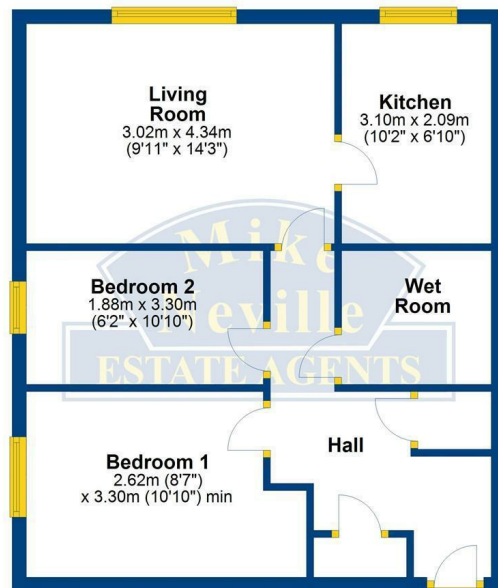 Living
Room
3.02m x 4.34m
(9'11" x 14'3")
Kitchen
3.10m x 2.09m
(10'2" x 6'10")
Mike
Neville
ESTATE AGENTS
Bedroom 2
1.88m x 3.30m
(6'2" x 10'10")
Wet
Room
Hall
Bedroom 1
2.62m (8'7")
x 3.30m (10'10") min